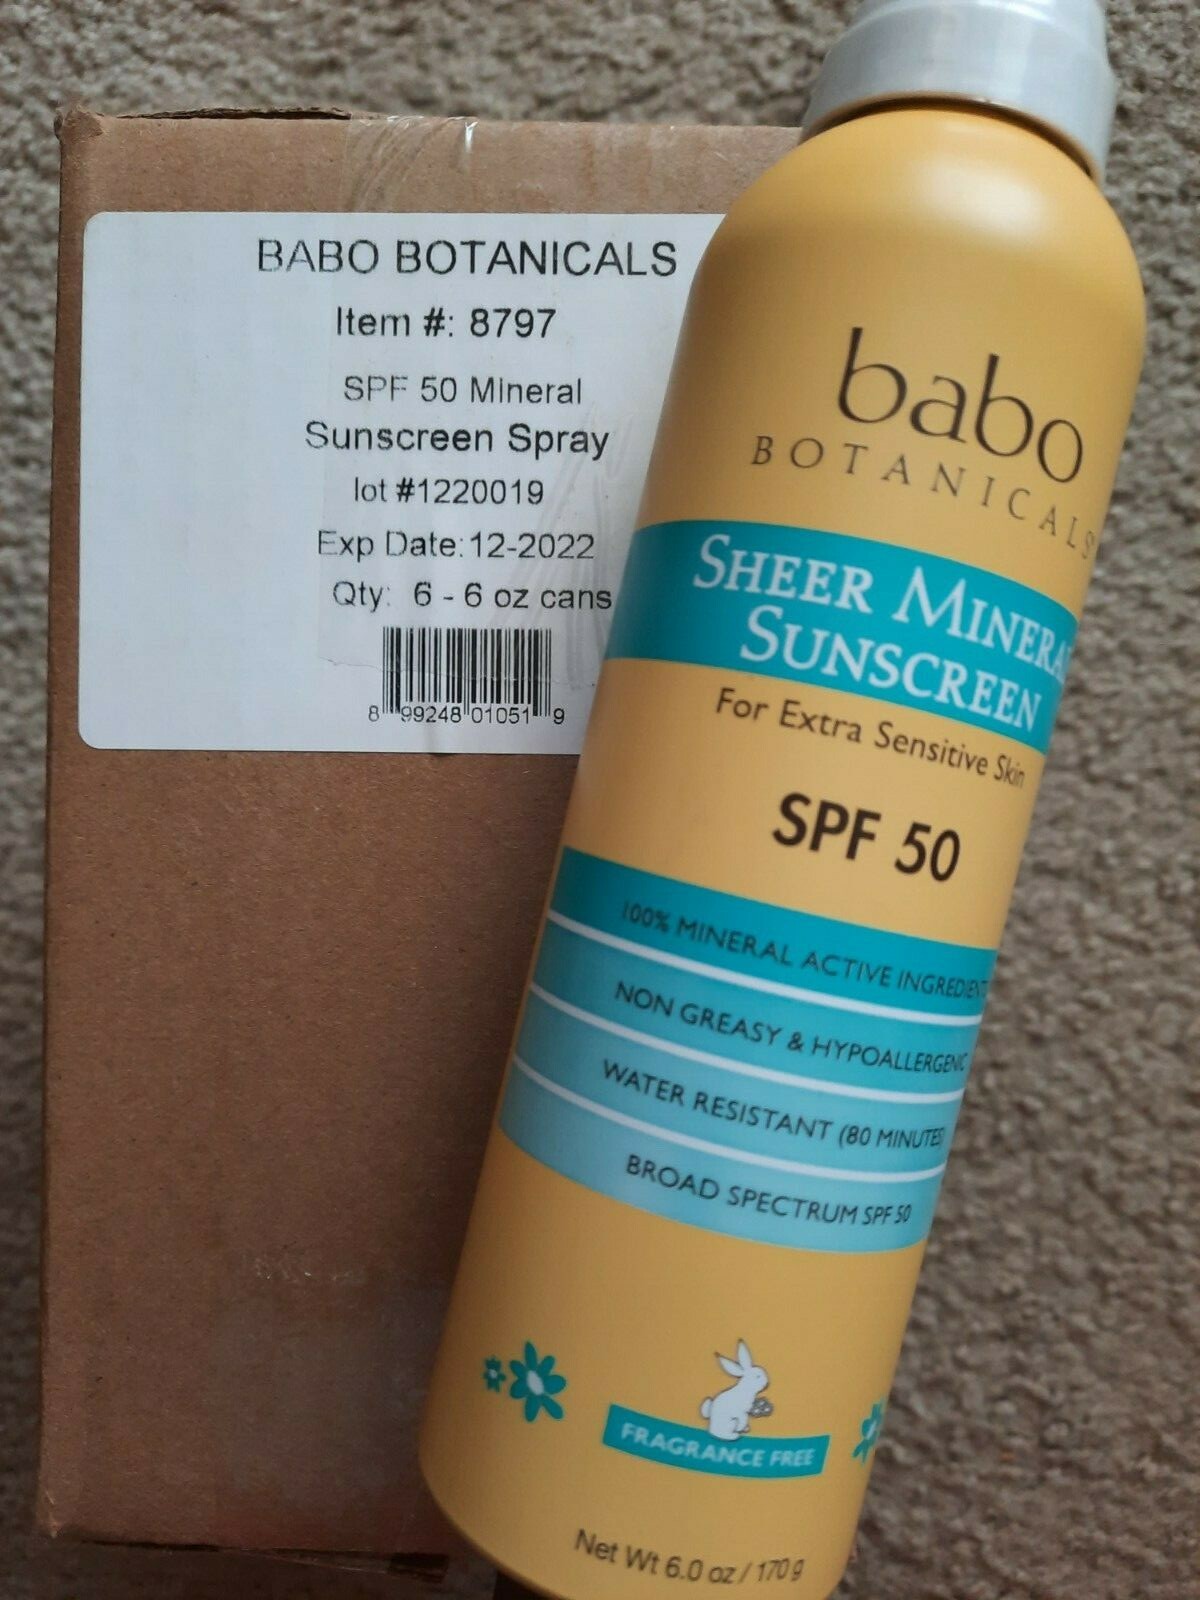 BABO BOTANICALS
Item #: 8797
SPF 50 Mineral
Sunscreen Spray
lot #1220019
Exp Date:12-2022
Qty: 6 - 6 oz cans
8 99248 01051 9
babo
BOTANICALS
SHEER MINERAL
SUNSCREEN
For Extra Sensitive Skin
SPF 50
100% MINERAL ACTIVE INGREDIENTS
NON GREASY & HYPOALLERGENIC
WATER RESISTANT (80 MINUTES)
BROAD SPECTRUM SPF 50
FRAGRANCE FREE
Net Wt 6.0 oz / 170 g